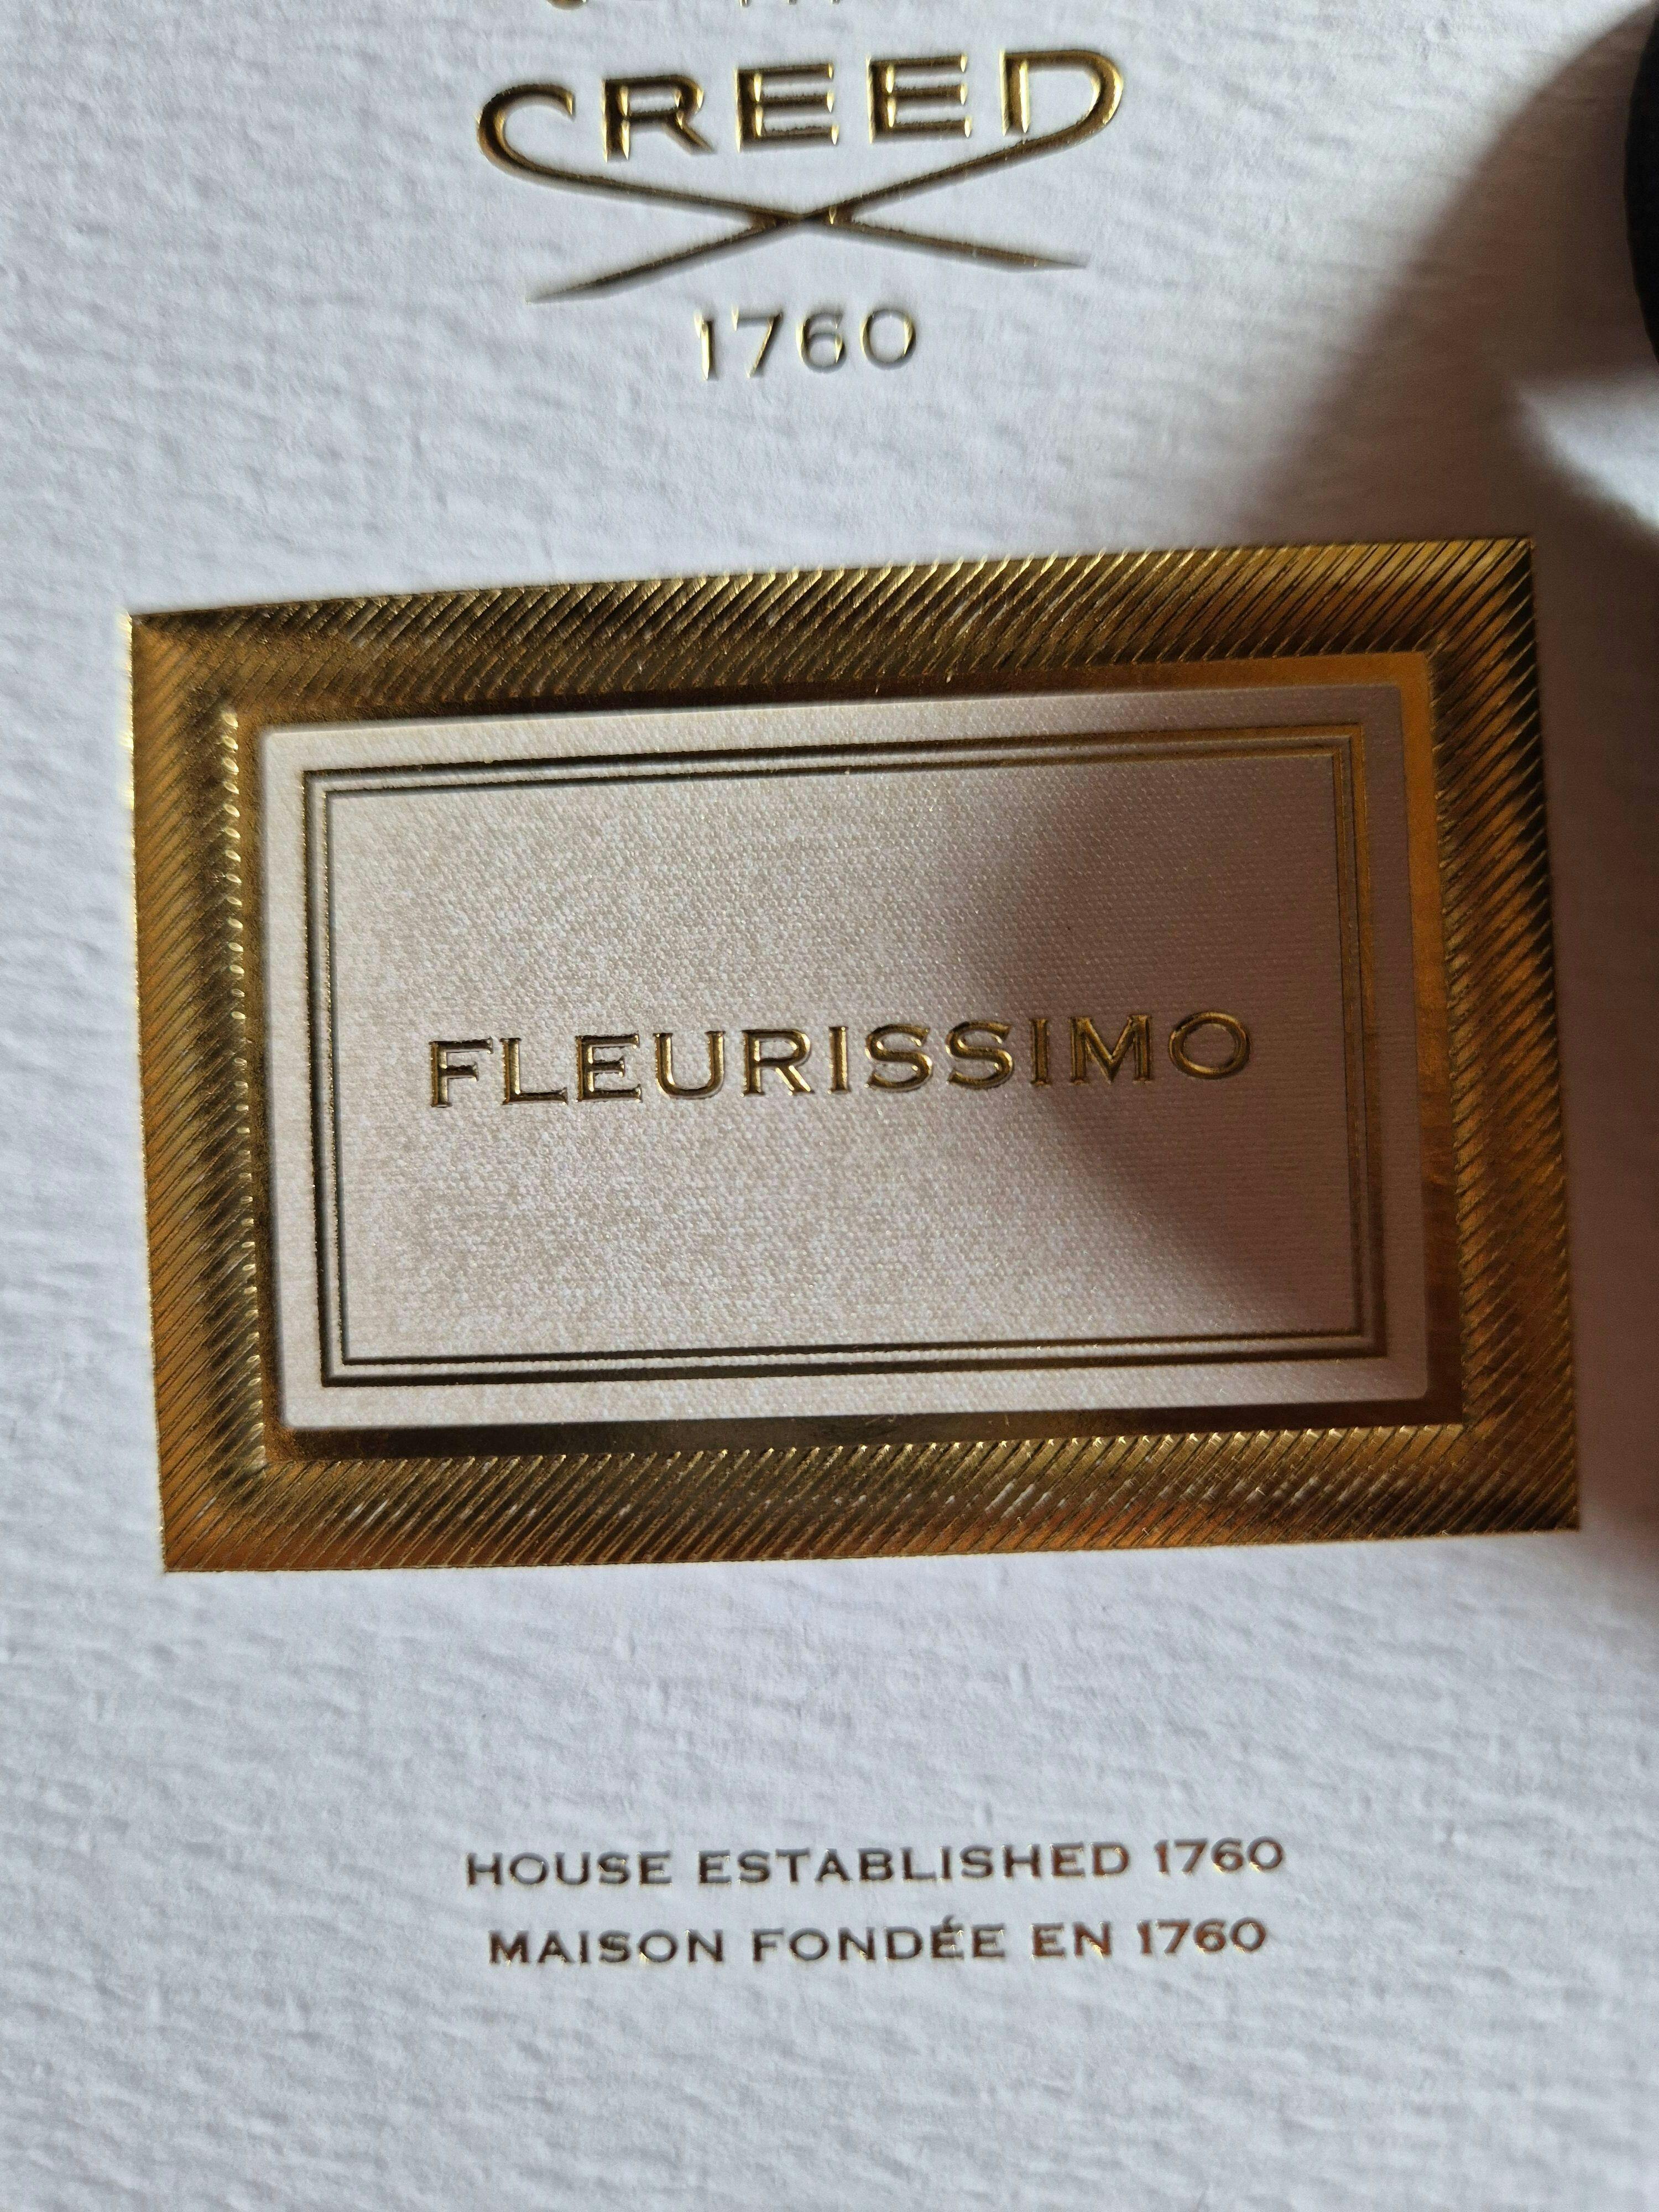 CREED
1760
FLEURISSIMO
HOUSE ESTABLISHED 1760
MAISON FONDÉE EN 1760